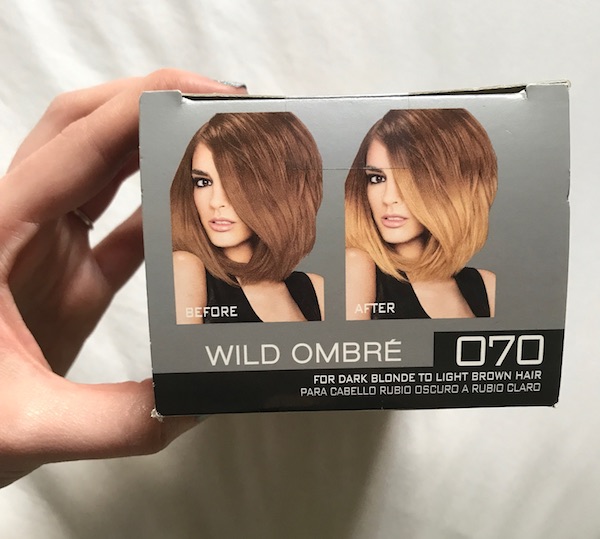 BEFORE
AFTER
WILD OMBRÉ 070
FOR DARK BLONDE TO LIGHT BROWN HAIR
PARA CABELLO RUBIO OSCURO A RUBIO CLARO